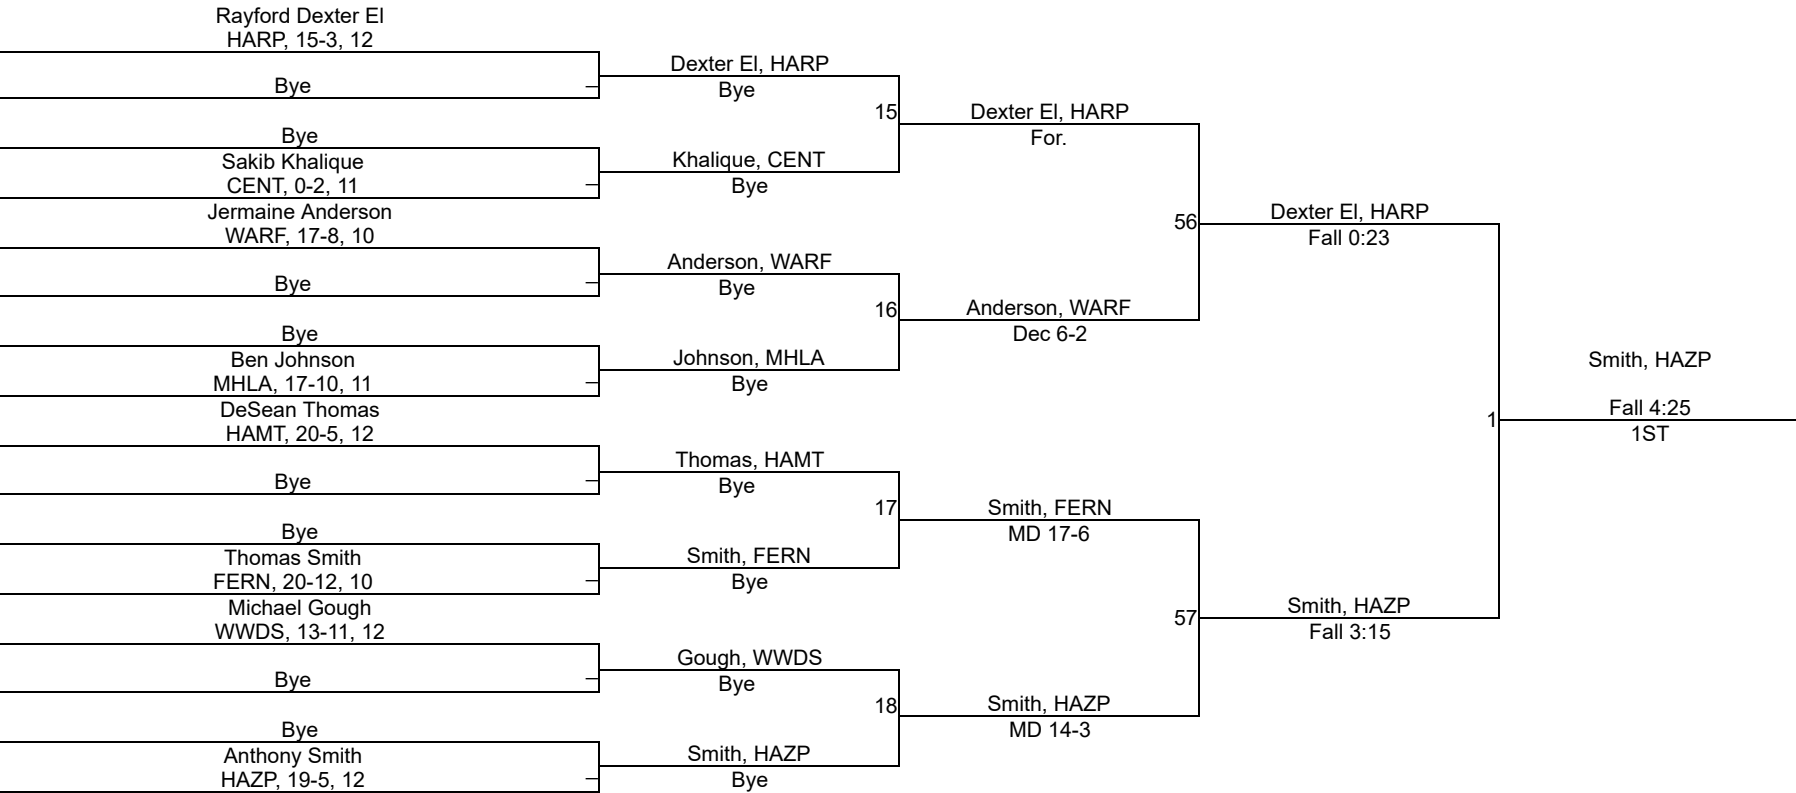 Rayford Dexter El
HARP, 15-3, 12
Bye
Bye
Sakib Khalique
CENT, 0-2, 11
Jermaine Anderson
WARF, 17-8, 10
Bye
Bye
Ben Johnson
MHLA, 17-10, 11
DeSean Thomas
HAMT, 20-5, 12
Bye
Bye
Thomas Smith
FERN, 20-12, 10
Michael Gough
WWDS, 13-11, 12
Bye
Bye
Anthony Smith
HAZP, 19-5, 12
Dexter El, HARP
Bye
15
Khalique, CENT
Bye
Anderson, WARF
Bye
16
Johnson, MHLA
Bye
Thomas, HAMT
Bye
17
Smith, FERN
Bye
Gough, WWDS
Bye
18
Smith, HAZP
Bye
Dexter El, HARP
For.
56
Anderson, WARF
Dec 6-2
Smith, FERN
MD 17-6
57
Smith, HAZP
MD 14-3
Dexter El, HARP
Fall 0:23
1
Smith, HAZP
Fall 3:15
Smith, HAZP
Fall 4:25
1ST